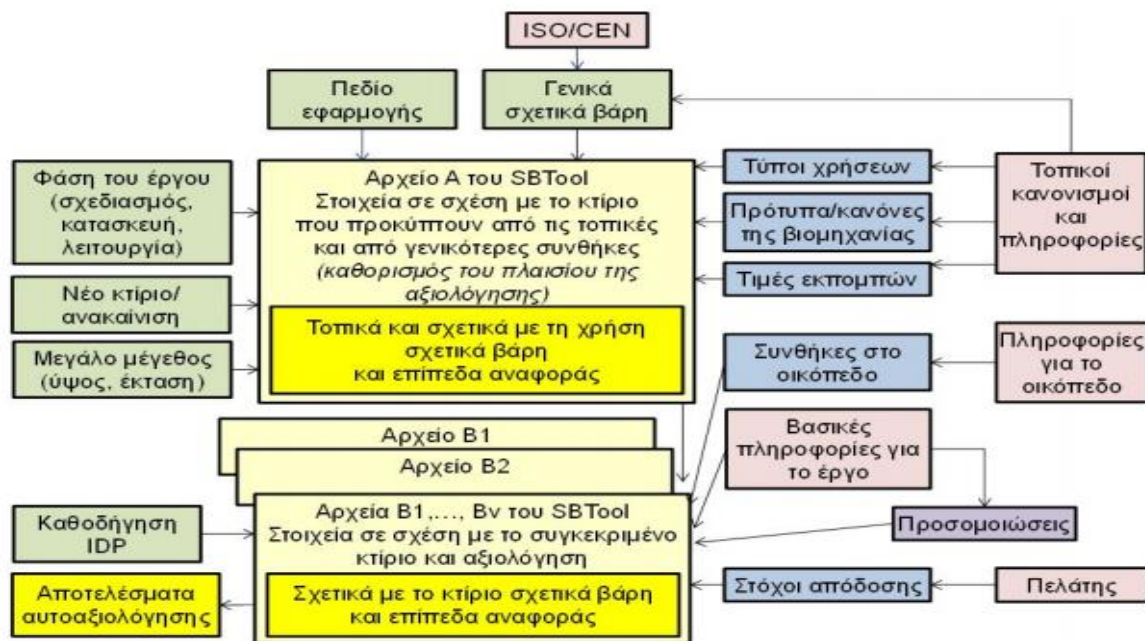 ISO/CEN
Πεδίο
εφαρμογής
Γενικά
σχετικά βάρη
Φάση του έργου
(σχεδιασμός,
κατασκευή,
λειτουργία)
Νέο κτίριο/
ανακαίνιση
Μεγάλο μέγεθος
(ύψος, έκταση)
Αρχείο Α του SBTool
Στοιχεία σε σχέση με το κτίριο
που προκύπτουν από τις τοπικές
και από γενικότερες συνθήκες
(καθορισμός του πλαισίου της
αξιολόγησης)
Τοπικά και σχετικά με τη χρήση
σχετικά βάρη
και επίπεδα αναφοράς
Τύποι χρήσεων
Πρότυπα/κανόνες
της βιομηχανίας
Τιμές εκπομπών
Τοπικοί
κανονισμοί
και
πληροφορίες
Συνθήκες στο
οικόπεδο
Πληροφορίες
για το
οικόπεδο
Βασικές
πληροφορίες για
το έργο
Προσομοιώσεις
Αρχείο Β1
Αρχείο Β2
Αρχεία Β1,..., Βν του SBTool
Στοιχεία σε σχέση με το συγκεκριμένο
κτίριο και αξιολόγηση
Σχετικά με το κτίριο σχετικά βάρη
και επίπεδα αναφοράς
Καθοδήγηση
IDP
Αποτελέσματα
αυτοαξιολόγησης
Στόχοι απόδοσης
Πελάτης